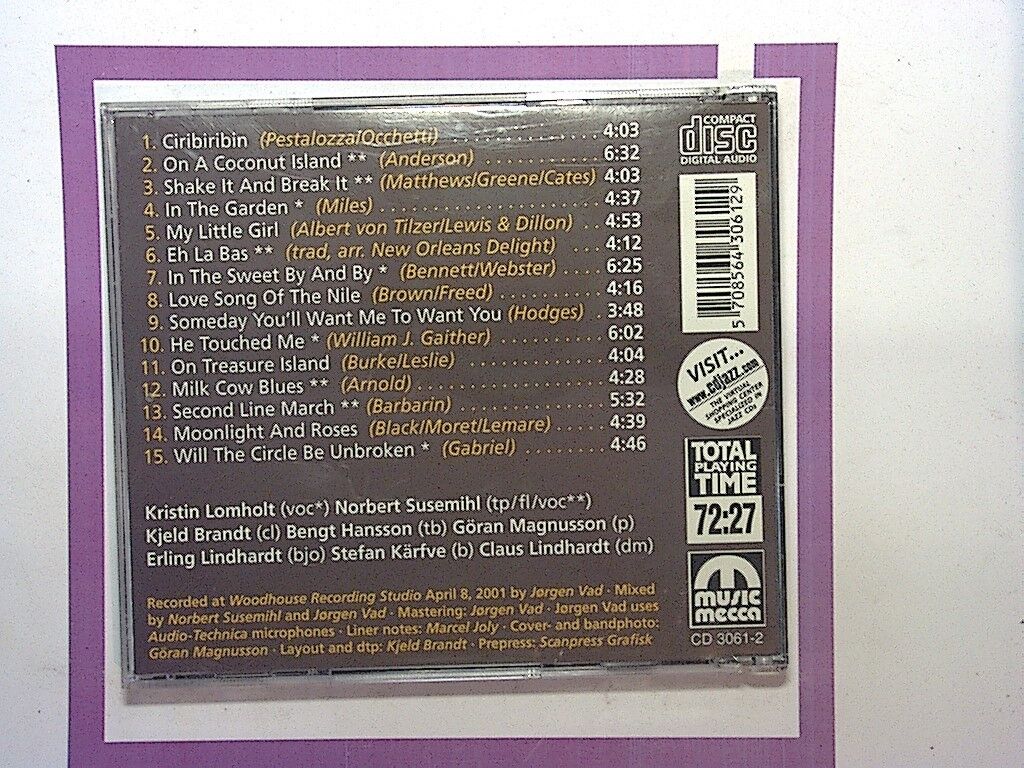 1. Ciribiribin (Pestalozza/Occhetti) . . . . . . . . . . . . . . 4:03
2. On A Coconut Island ** (Anderson) . . . . . . . . . . 6:32
3. Shake It And Break It ** (Matthews/Greene/Cates) 4:03
4. In The Garden * (Miles) . . . . . . . . . . . . . . . . . . . . 4:37
5. My Little Girl (Albert von Tilzer/Lewis & Dillon) . . 4:53
6. Eh La Bas ** (trad, arr. New Orleans Delight) . . . . 4:12
7. In The Sweet By And By * (Bennett/Webster) . . . . 6:25
8. Love Song Of The Nile (Brown/Freed) . . . . . . . . . 4:16
9. Someday You'll Want Me To Want You (Hodges) . 3:48
10. He Touched Me * (William J. Gaither) . . . . . . . . . 6:02
11. On Treasure Island (Burke/Leslie) . . . . . . . . . . . . 4:04
12. Milk Cow Blues ** (Arnold) . . . . . . . . . . . . . . . . 4:28
13. Second Line March ** (Barbarin) . . . . . . . . . . . . 5:32
14. Moonlight And Roses (Black/Moret/Lemare) . . . . . 4:39
15. Will The Circle Be Unbroken * (Gabriel) . . . . . . . . 4:46
Kristin Lomholt (voc*) Norbert Susemihl (tp/fl/voc**)
Kjeld Brandt (cl) Bengt Hansson (tb) Göran Magnusson (p)
Erling Lindhardt (bjo) Stefan Kärfve (b) Claus Lindhardt (dm)
Recorded at Woodhouse Recording Studio April 8, 2001 by Jørgen Vad · Mixed
by Norbert Susemihl and Jørgen Vad · Mastering: Jørgen Vad · Jørgen Vad uses
Audio-Technica microphones · Liner notes: Marcel Joly · Cover- and bandphoto:
Göran Magnusson · Layout and dtp: Kjeld Brandt · Prepress: Scanpress Grafisk
COMPACT
disc
DIGITAL AUDIO
5 708564 306129
VISIT...
www.cdjazz.com
THE VIRTUAL
SHOPPING CENTER
SPECIALIZED IN
JAZZ CDs
TOTAL
PLAYING
TIME
72:27
music
mecca
CD 3061-2